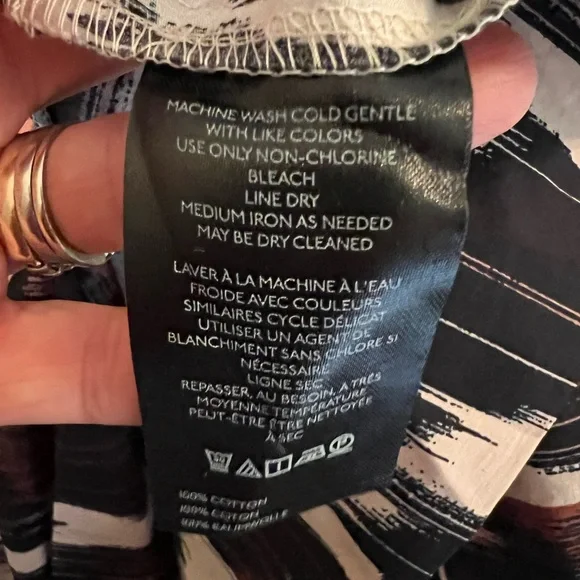 MACHINE WASH COLD GENTLE
WITH LIKE COLORS
USE ONLY NON-CHLORINE
BLEACH
LINE DRY
MEDIUM IRON AS NEEDED
MAY BE DRY CLEANED
LAVER À LA MACHINE À L'EAU
FROIDE AVEC COULEURS
SIMILAIRES CYCLE DÉLICAT
UTILISER UN AGENT DE
BLANCHIMENT SANS CHLORE SI
NÉCESSAIRE
LIGNE SEC
REPASSER, AU BESOIN, A TRÈS
MOYENNE TEMPÉRATURE
PEUT-ÊTRE ÊTRE NETTOYÉE
À SEC
100% COTTON
100% COTON
100%